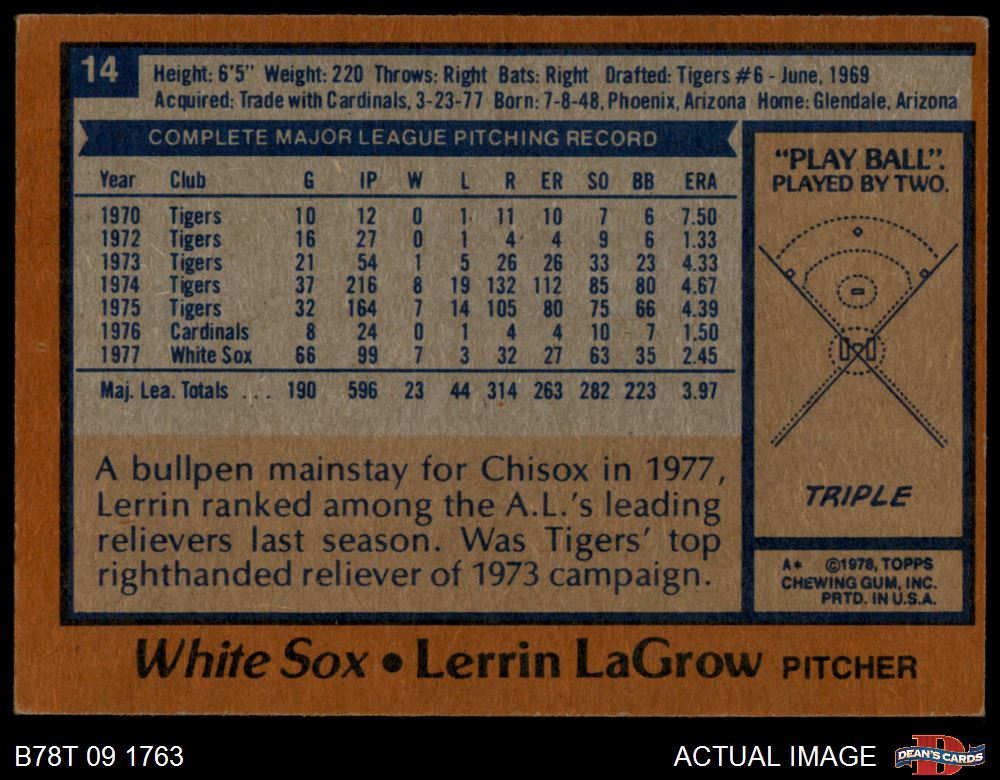 14
Height: 6'5" Weight: 220 Throws: Right Bats: Right Drafted: Tigers #6 - June, 1969
Acquired: Trade with Cardinals, 3-23-77 Born: 7-8-48, Phoenix, Arizona Home: Glendale, Arizona
COMPLETE MAJOR LEAGUE PITCHING RECORD
Year Club G IP W L R ER SO BB ERA
1970 Tigers 10 12 0 1 11 10 7 6 7.50
1972 Tigers 16 27 0 1 4 4 9 6 1.33
1973 Tigers 21 54 1 5 26 26 33 23 4.33
1974 Tigers 37 216 8 19 132 112 85 80 4.67
1975 Tigers 32 164 7 14 105 80 75 66 4.39
1976 Cardinals 8 24 0 1 4 4 10 7 1.50
1977 White Sox 66 99 7 3 32 27 63 35 2.45
Maj. Lea. Totals ... 190 596 23 44 314 263 282 223 3.97
A bullpen mainstay for Chisox in 1977,
Lerrin ranked among the A.L.'s leading
relievers last season. Was Tigers' top
righthanded reliever of 1973 campaign.
"PLAY BALL".
PLAYED BY TWO.
TRIPLE
A* ©1978, TOPPS
CHEWING GUM, INC.
PRTD. IN U.S.A.
White Sox • Lerrin LaGrow PITCHER
B78T 09 1763
ACTUAL IMAGE
DEAN'S CARDS